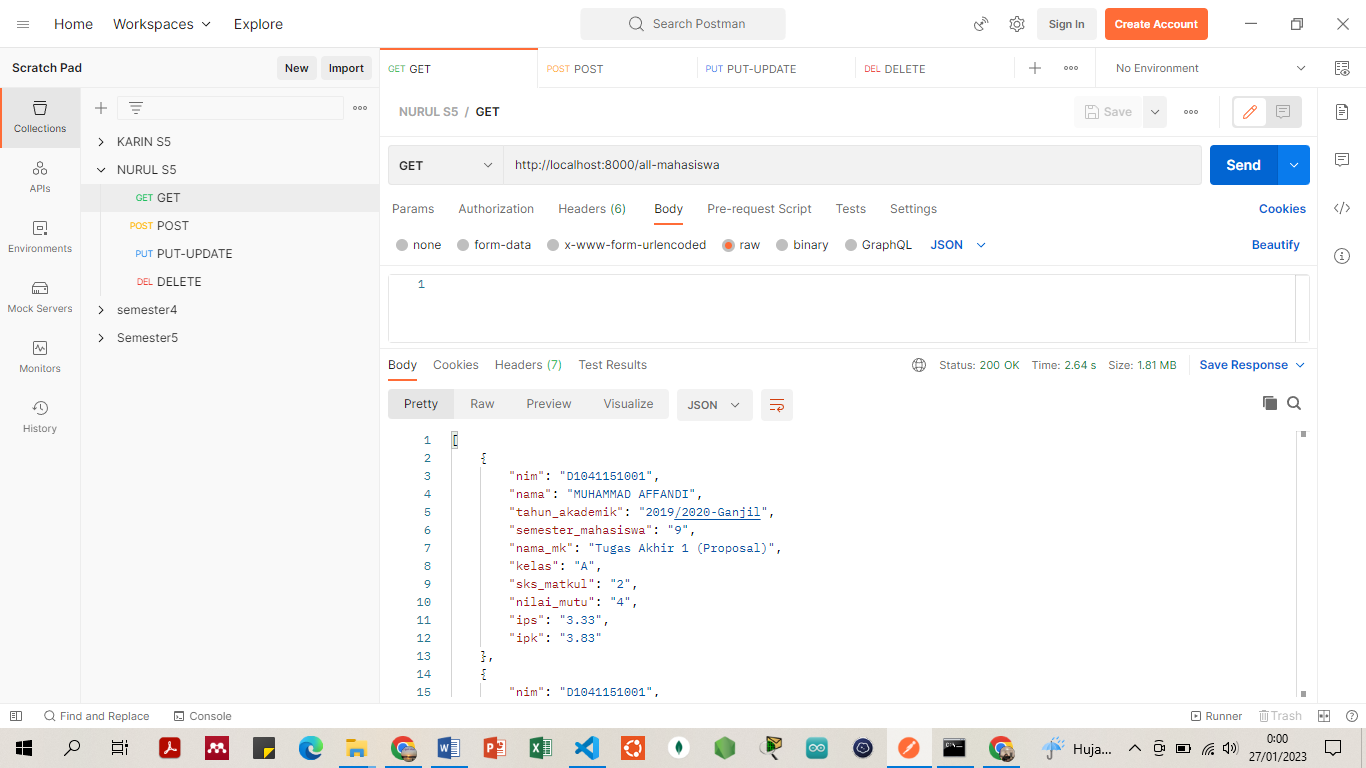 Home Workspaces Explore Search Postman Sign In Create Account
Scratch Pad New Import GET GET POST POST PUT PUT-UPDATE DEL DELETE No Environment
NURUL S5 / GET Save
Collections
APIs
Environments
Mock Servers
Monitors
History
KARIN S5
NURUL S5
GET GET
POST POST
PUT PUT-UPDATE
DEL DELETE
semester4
Semester5
GET http://localhost:8000/all-mahasiswa Send
Params Authorization Headers (6) Body Pre-request Script Tests Settings Cookies
none form-data x-www-form-urlencoded raw binary GraphQL JSON Beautify
1
Body Cookies Headers (7) Test Results Status: 200 OK Time: 2.64 s Size: 1.81 MB Save Response
Pretty Raw Preview Visualize JSON
1 [
2 {
3 "nim": "D1041151001",
4 "nama": "MUHAMMAD AFFANDI",
5 "tahun_akademik": "2019/2020-Ganjil",
6 "semester_mahasiswa": "9",
7 "nama_mk": "Tugas Akhir 1 (Proposal)",
8 "kelas": "A",
9 "sks_matkul": "2",
10 "nilai_mutu": "4",
11 "ips": "3.33",
12 "ipk": "3.83"
13 },
14 {
15 "nim": "D1041151001",
Find and Replace Console Runner Trash
Huja... 0:00
27/01/2023